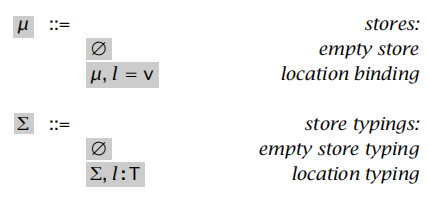 μ ::= stores:
∅ empty store
μ, l = v location binding
Σ ::= store typings:
∅ empty store typing
Σ, l:T location typing